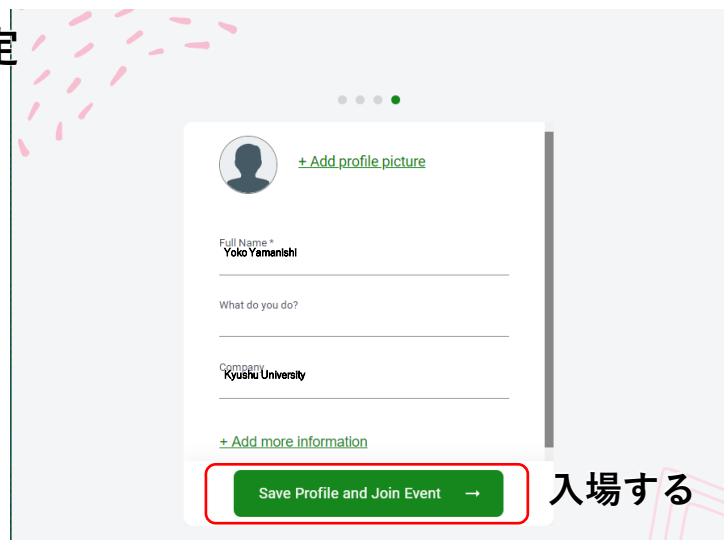 定
+ Add profile picture
Full Name *
Yoko Yamanishi
What do you do?
Company
Kyushu University
+ Add more information
Save Profile and Join Event →
入場する